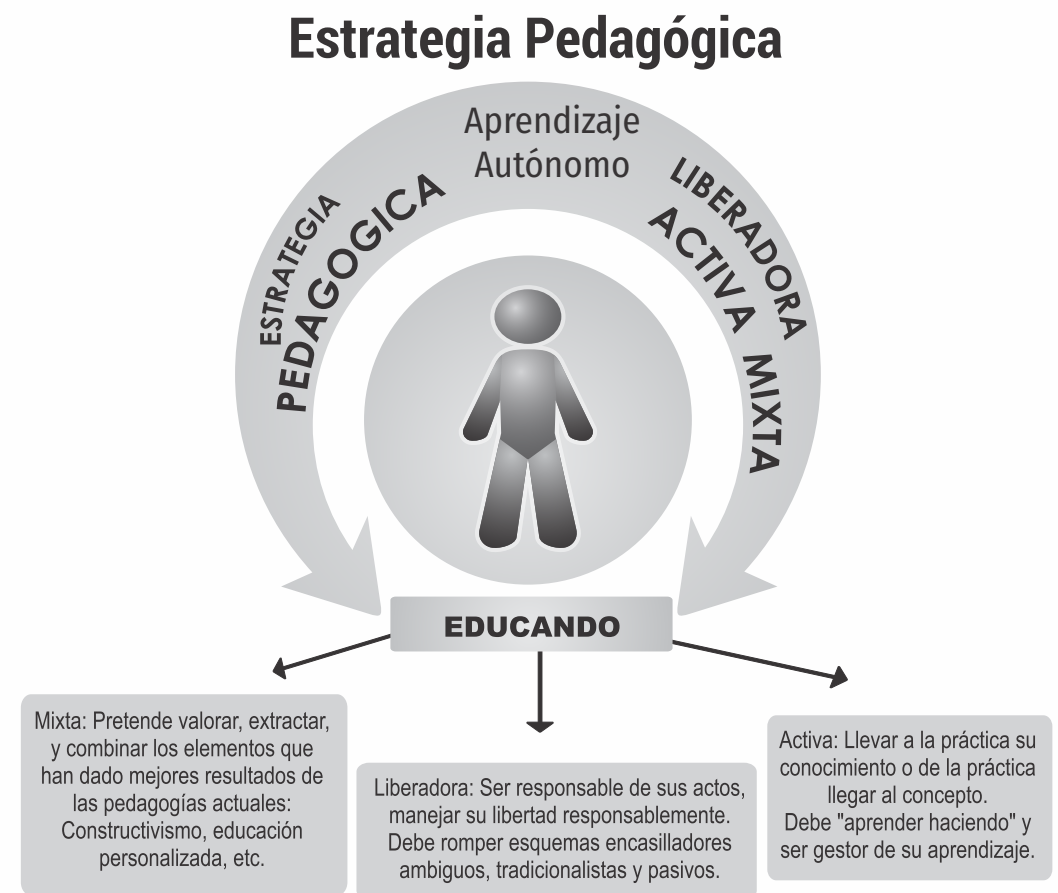 Estrategia Pedagógica
Aprendizaje
Autónomo
ESTRATEGIA
PEDAGOGICA
LIBERADORA
ACTIVA MIXTA
EDUCANDO
Mixta: Pretende valorar, extractar,
y combinar los elementos que
han dado mejores resultados de
las pedagogías actuales:
Constructivismo, educación
personalizada, etc.
Liberadora: Ser responsable de sus actos,
manejar su libertad responsablemente.
Debe romper esquemas encasilladores
ambiguos, tradicionalistas y pasivos.
Activa: Llevar a la práctica su
conocimiento o de la práctica
llegar al concepto.
Debe "aprender haciendo" y
ser gestor de su aprendizaje.